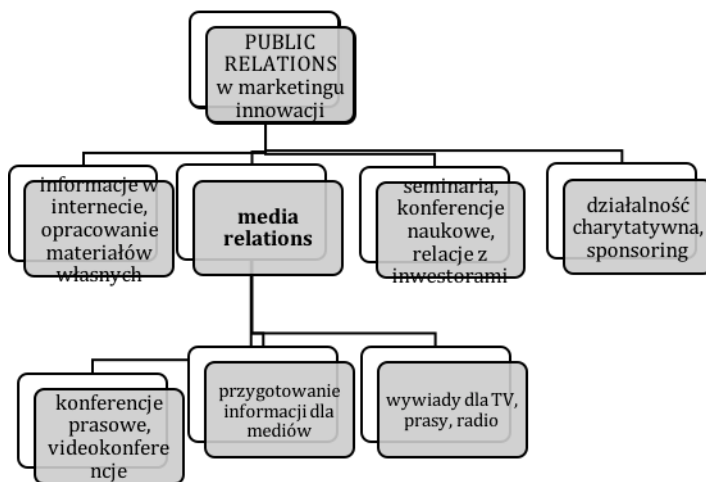 PUBLIC
RELATIONS
w marketingu
innowacji
informacje w
internecie,
opracowanie
materiałów
własnych
media
relations
seminaria,
konferencje
naukowe,
relacje z
inwestorami
działalność
charytatywna,
sponsoring
konferencje
prasowe,
videokonfere
ncje
przygotowanie
informacji dla
mediów
wywiady dla TV,
prasy, radio